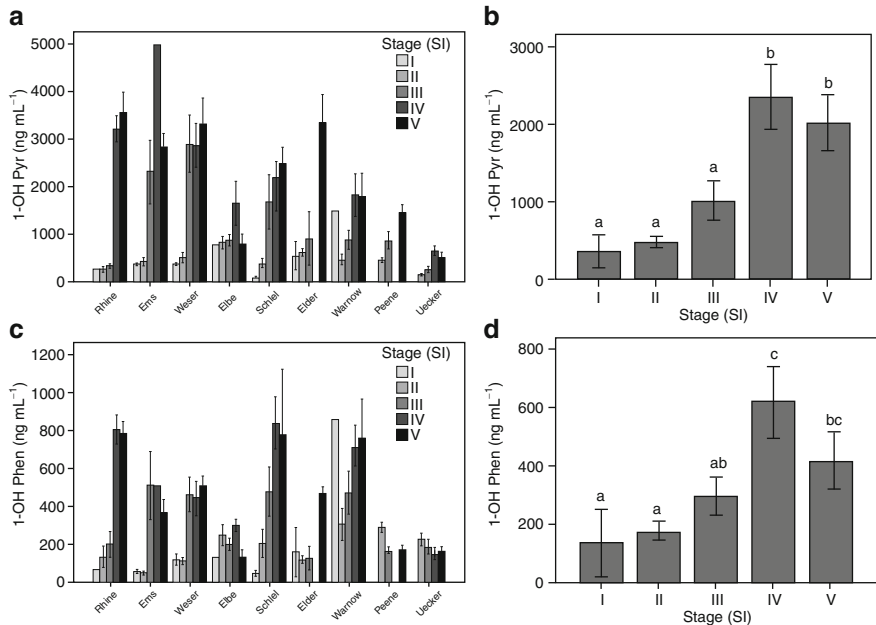 a
1-OH Pyr (ng mL−1)
5000
4000
3000
2000
1000
0
Stage (SI)
I
II
III
IV
V
Rhine
Ems
Weser
Elbe
Schlei
Elder
Warnow
Peene
Uecker
b
1-OH Pyr (ng mL−1)
3000
2000
1000
0
a
a
a
b
b
I II III IV V
Stage (SI)
c
1-OH Phen (ng mL−1)
1200
1000
800
600
400
200
0
Stage (SI)
I
II
III
IV
V
Rhine
Ems
Weser
Elbe
Schlei
Elder
Warnow
Peene
Uecker
d
1-OH Phen (ng mL−1)
800
600
400
200
0
a
a
ab
c
bc
I II III IV V
Stage (SI)